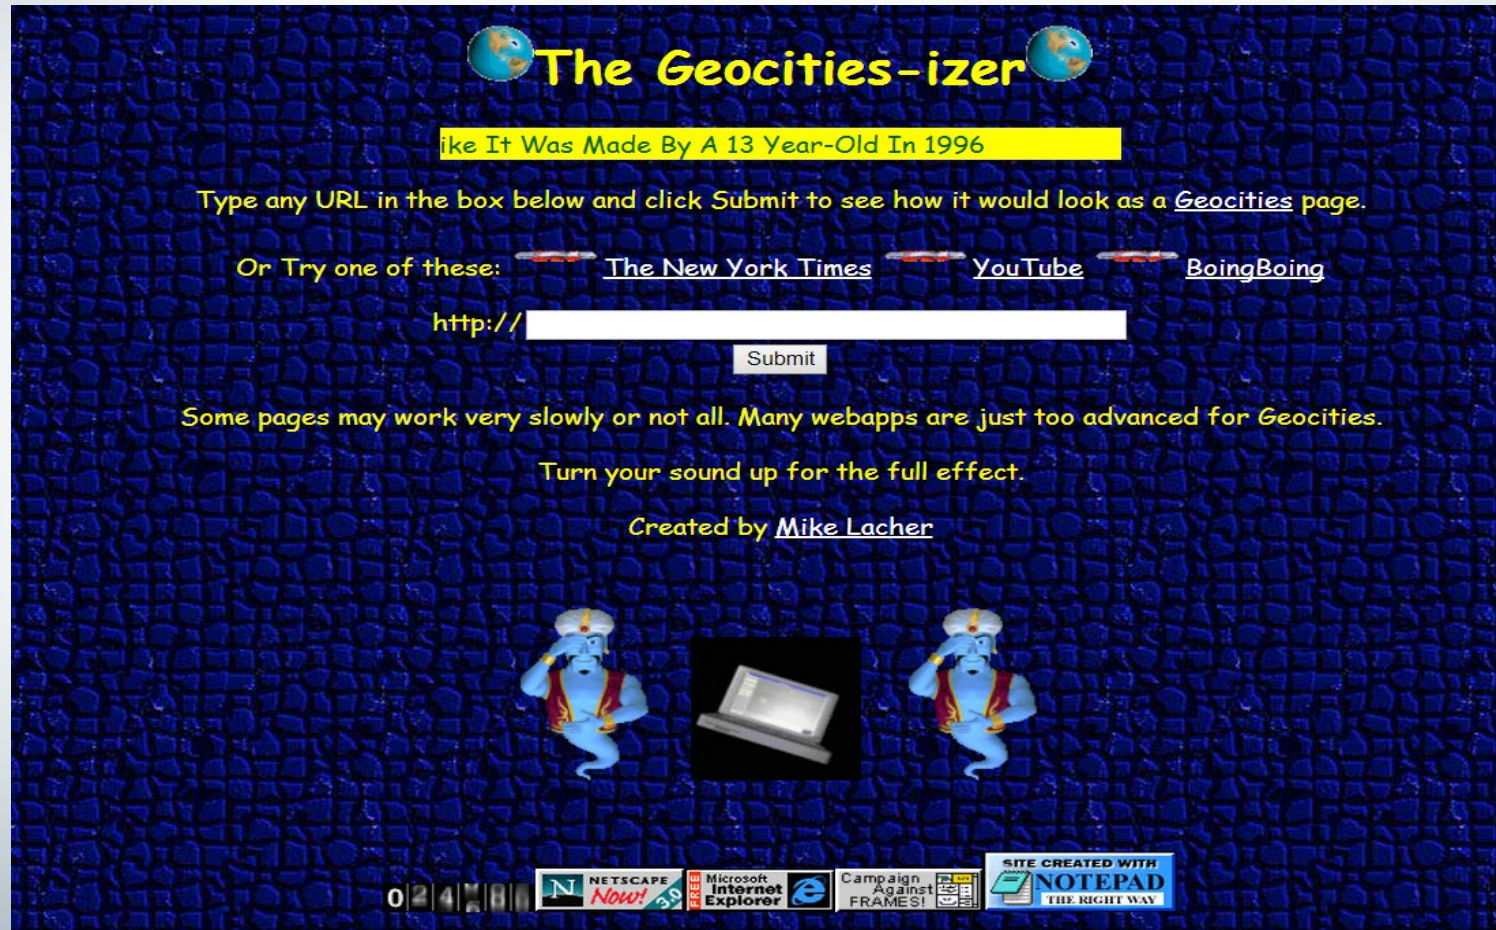 The Geocities-izer
ike It Was Made By A 13 Year-Old In 1996
Type any URL in the box below and click Submit to see how it would look as a Geocities page.
Or Try one of these: The New York Times YouTube BoingBoing
http://
Submit
Some pages may work very slowly or not all. Many webapps are just too advanced for Geocities.
Turn your sound up for the full effect.
Created by Mike Lacher
NETSCAPE
Now! 3.0
FREE
Microsoft
Internet
Explorer
Campaign
Against
FRAMES!
SITE CREATED WITH
NOTEPAD
THE RIGHT WAY